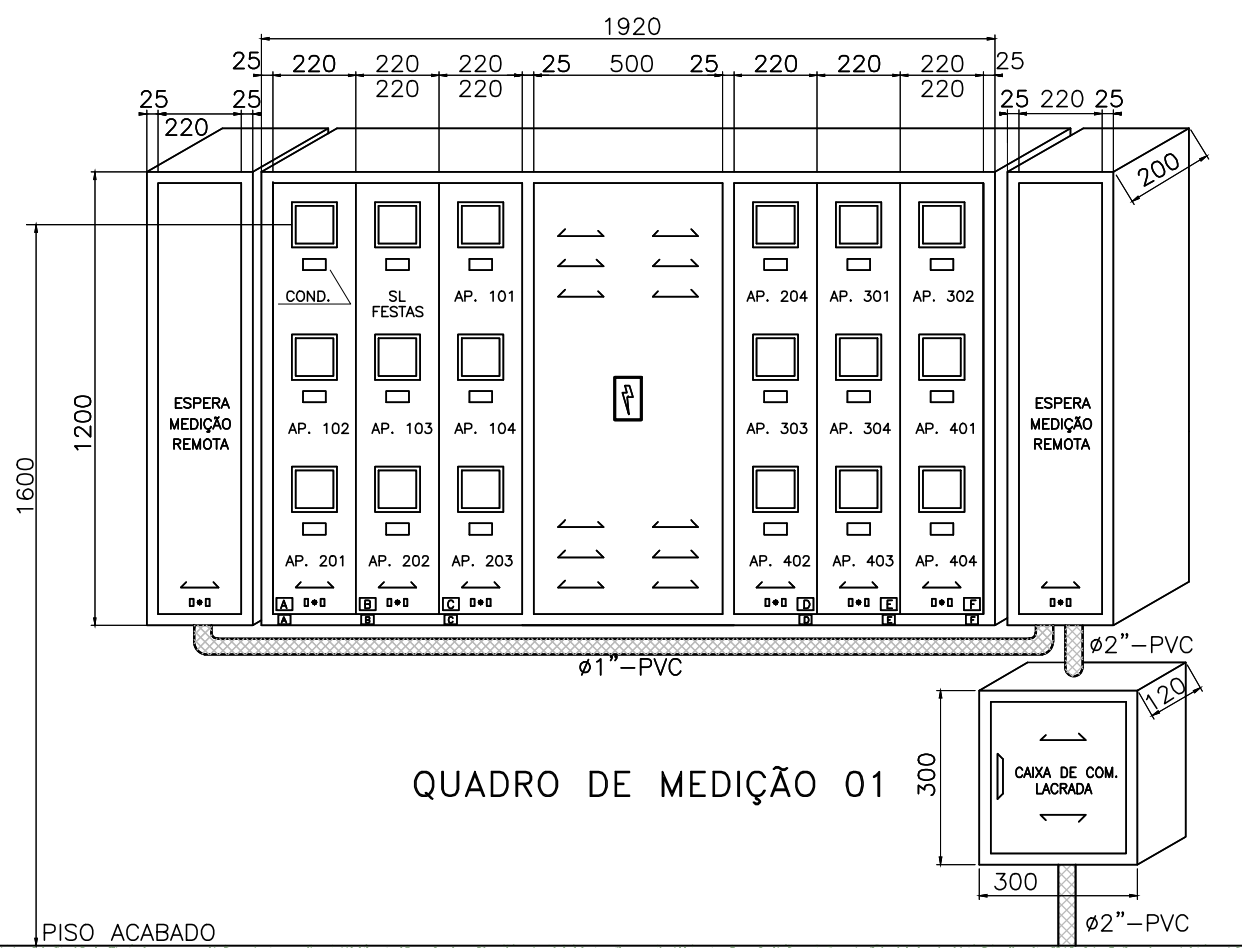 1920
25 220 220 220 25 500 25 220 220 220 25
220 220 220
25 25 25 220 25
220
200
COND. SL FESTAS AP. 101 AP. 204 AP. 301 AP. 302
ESPERA
MEDIÇÃO
REMOTA
AP. 102 AP. 103 AP. 104 AP. 303 AP. 304 AP. 401
ESPERA
MEDIÇÃO
REMOTA
1200
1600
AP. 201 AP. 202 AP. 203 AP. 402 AP. 403 AP. 404
A B C D E F
A B C D E F
ø1"-PVC
ø2"-PVC
120
300
CAIXA DE COM.
LACRADA
QUADRO DE MEDIÇÃO 01
300
ø2"-PVC
PISO ACABADO